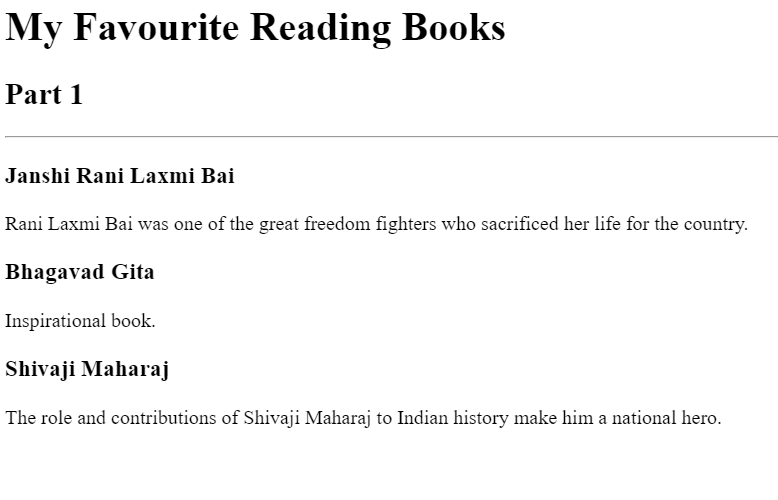 My Favourite Reading Books
Part 1
Janshi Rani Laxmi Bai
Rani Laxmi Bai was one of the great freedom fighters who sacrificed her life for the country.
Bhagavad Gita
Inspirational book.
Shivaji Maharaj
The role and contributions of Shivaji Maharaj to Indian history make him a national hero.